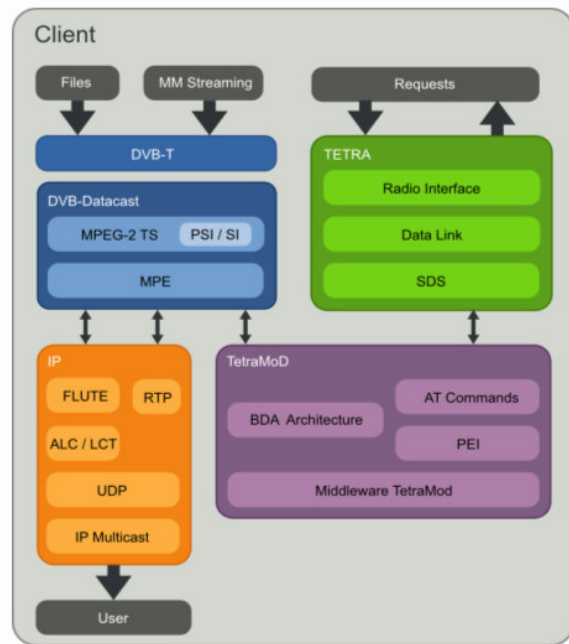 Client
Files
MM Streaming
Requests
DVB-T
TETRA
Radio Interface
Data Link
SDS
DVB-Datacast
MPEG-2 TS
PSI / SI
MPE
IP
FLUTE
RTP
ALC / LCT
UDP
IP Multicast
TetraMoD
BDA Architecture
AT Commands
PEI
Middleware TetraMod
User